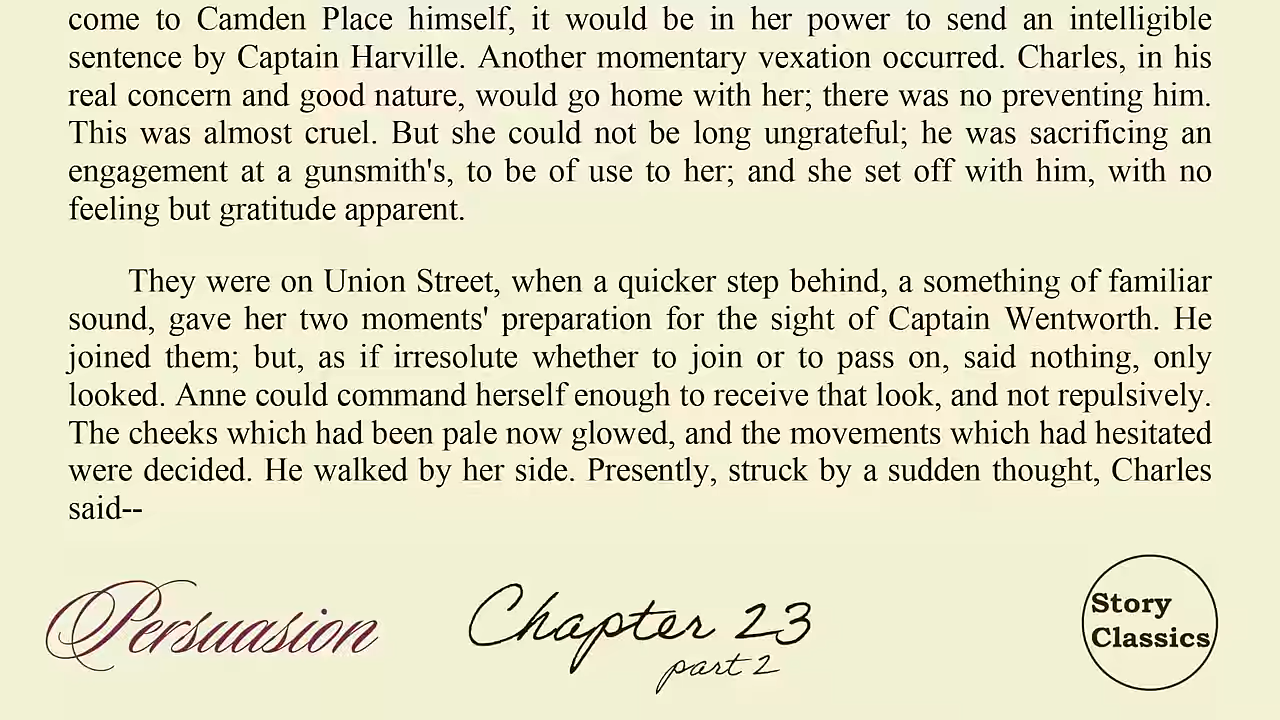 come to Camden Place himself, it would be in her power to send an intelligible
sentence by Captain Harville. Another momentary vexation occurred. Charles, in his
real concern and good nature, would go home with her; there was no preventing him.
This was almost cruel. But she could not be long ungrateful; he was sacrificing an
engagement at a gunsmith's, to be of use to her; and she set off with him, with no
feeling but gratitude apparent.
They were on Union Street, when a quicker step behind, a something of familiar
sound, gave her two moments' preparation for the sight of Captain Wentworth. He
joined them; but, as if irresolute whether to join or to pass on, said nothing, only
looked. Anne could command herself enough to receive that look, and not repulsively.
The cheeks which had been pale now glowed, and the movements which had hesitated
were decided. He walked by her side. Presently, struck by a sudden thought, Charles
said--
Persuasion
Chapter 23
part 2
Story
Classics